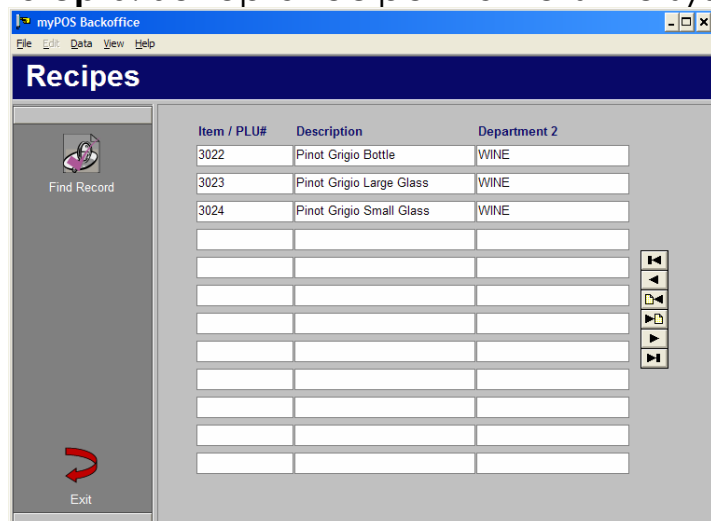 myPOS Backoffice
File Edit Data View Help
Recipes
Item / PLU# Description Department 2
3022 Pinot Grigio Bottle WINE
Find Record
3023 Pinot Grigio Large Glass WINE
3024 Pinot Grigio Small Glass WINE
Exit